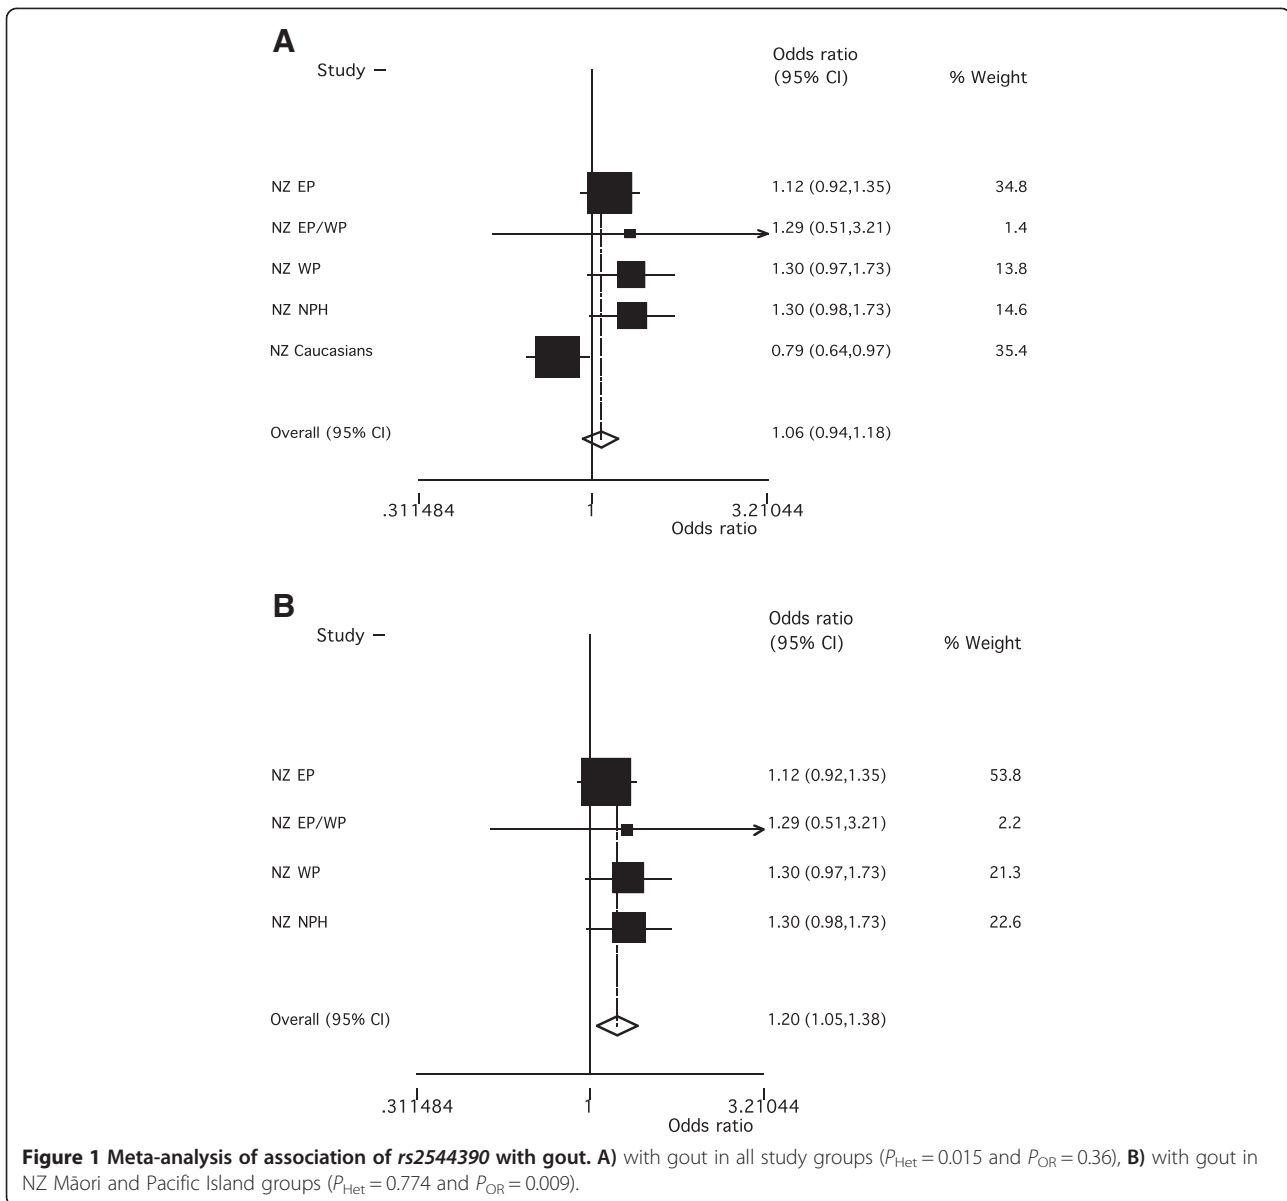 A
Study —
Odds ratio
(95% CI) % Weight
NZ EP 1.12 (0.92,1.35) 34.8
NZ EP/WP 1.29 (0.51,3.21) 1.4
NZ WP 1.30 (0.97,1.73) 13.8
NZ NPH 1.30 (0.98,1.73) 14.6
NZ Caucasians 0.79 (0.64,0.97) 35.4
Overall (95% CI) 1.06 (0.94,1.18)
.311484 1 3.21044
Odds ratio
B
Study —
Odds ratio
(95% CI) % Weight
NZ EP 1.12 (0.92,1.35) 53.8
NZ EP/WP 1.29 (0.51,3.21) 2.2
NZ WP 1.30 (0.97,1.73) 21.3
NZ NPH 1.30 (0.98,1.73) 22.6
Overall (95% CI) 1.20 (1.05,1.38)
.311484 1 3.21044
Odds ratio
Figure 1 Meta-analysis of association of rs2544390 with gout. A) with gout in all study groups (P_Het = 0.015 and P_OR = 0.36), B) with gout in
NZ Māori and Pacific Island groups (P_Het = 0.774 and P_OR = 0.009).